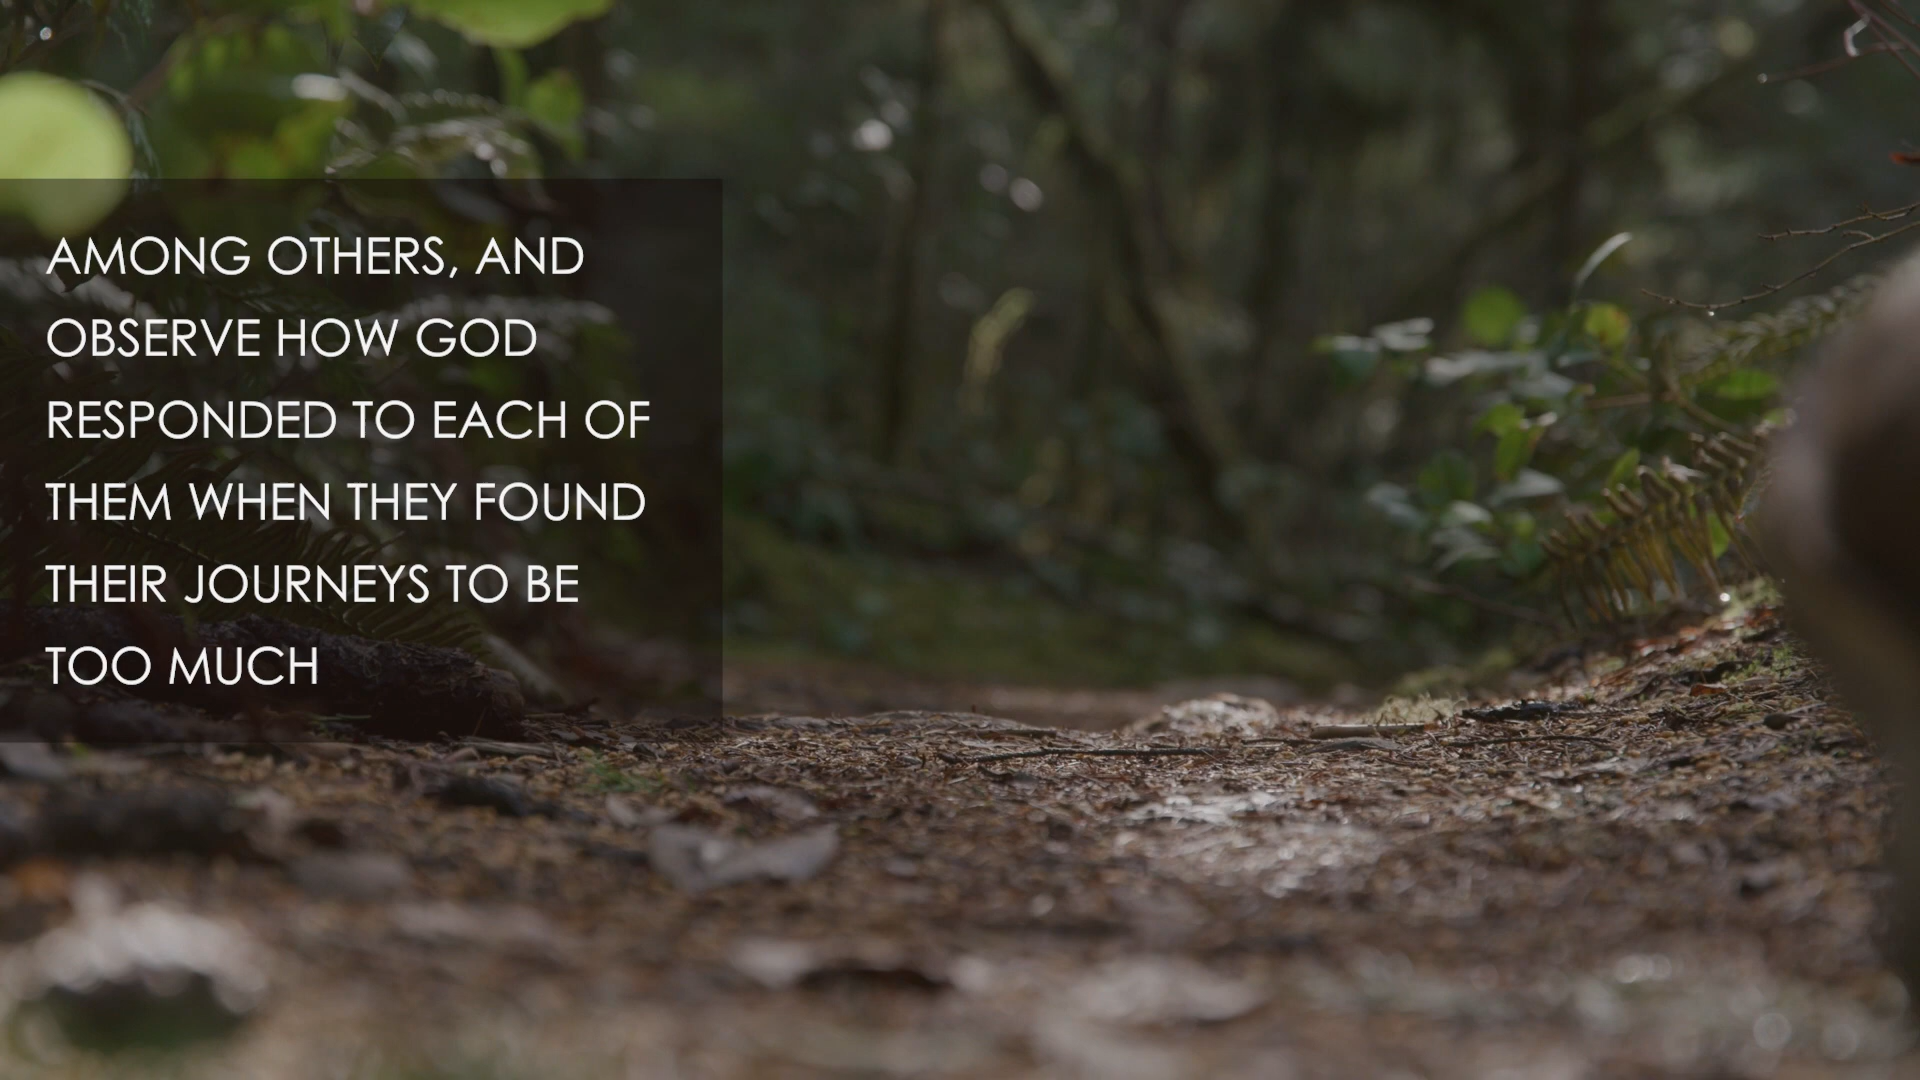 AMONG OTHERS, AND
OBSERVE HOW GOD
RESPONDED TO EACH OF
THEM WHEN THEY FOUND
THEIR JOURNEYS TO BE
TOO MUCH